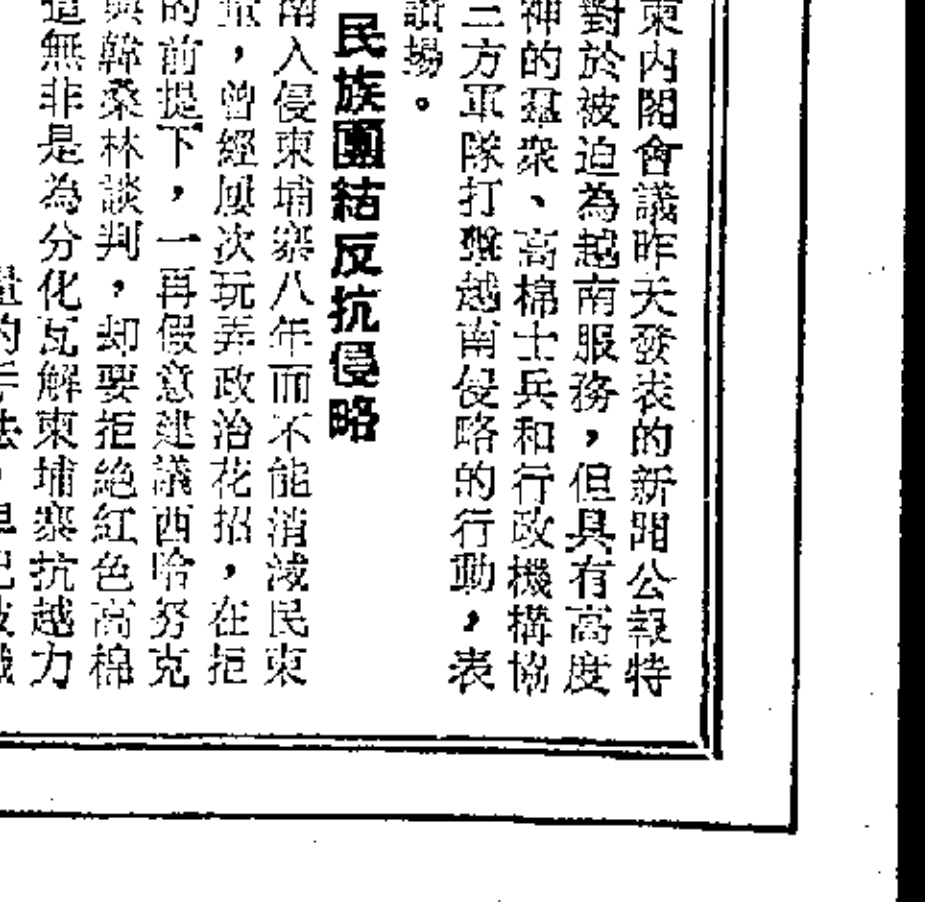 東內閣會議昨天發表的新聞公報特
對於被迫為越南服務，但具有高度
神的羣衆、高棉士兵和行政機構協
三方軍隊打擊越南侵略的行動，表
讚揚。
民族團結反抗侵略
南入侵柬埔寨八年而不能消滅民柬
，曾經屢次玩弄政治花招，在拒
的前提下，一再假意建議西哈努克
與韓桑林談判，却要拒絶紅色高棉
這無非是為分化瓦解柬埔寨抗越力
量的手法，